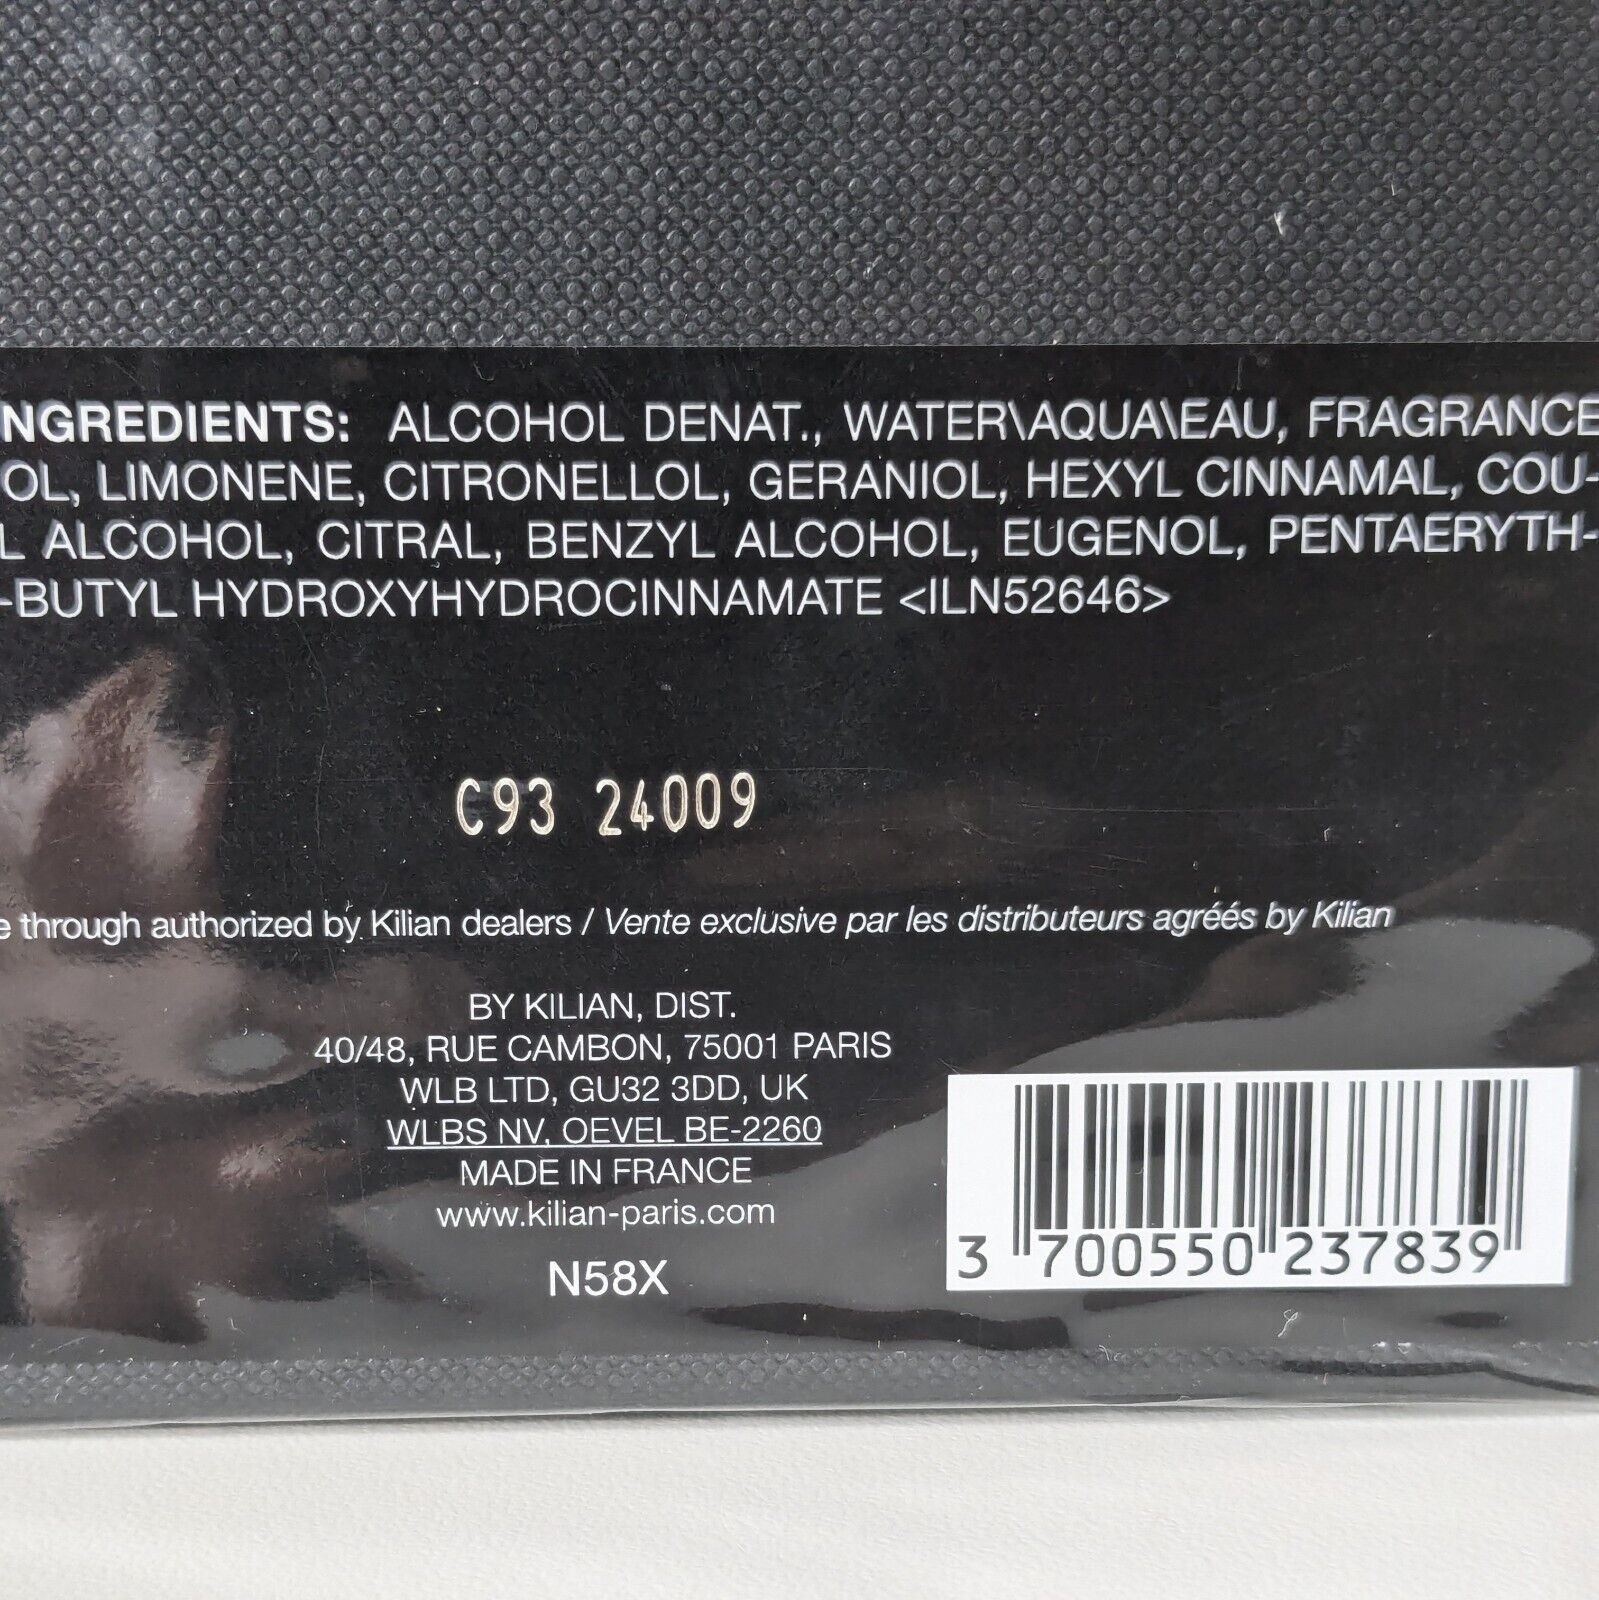 NGREDIENTS: ALCOHOL DENAT., WATER\AQUA\EAU, FRAGRANCE
OL, LIMONENE, CITRONELLOL, GERANIOL, HEXYL CINNAMAL, COU-
L ALCOHOL, CITRAL, BENZYL ALCOHOL, EUGENOL, PENTAERYTH-
-BUTYL HYDROXYHYDROCINNAMATE <ILN52646>
C93 24009
e through authorized by Kilian dealers / Vente exclusive par les distributeurs agréés by Kilian
BY KILIAN, DIST.
40/48, RUE CAMBON, 75001 PARIS
WLB LTD, GU32 3DD, UK
WLBS NV, OEVEL BE-2260
MADE IN FRANCE
www.kilian-paris.com
N58X
3 700550 237839